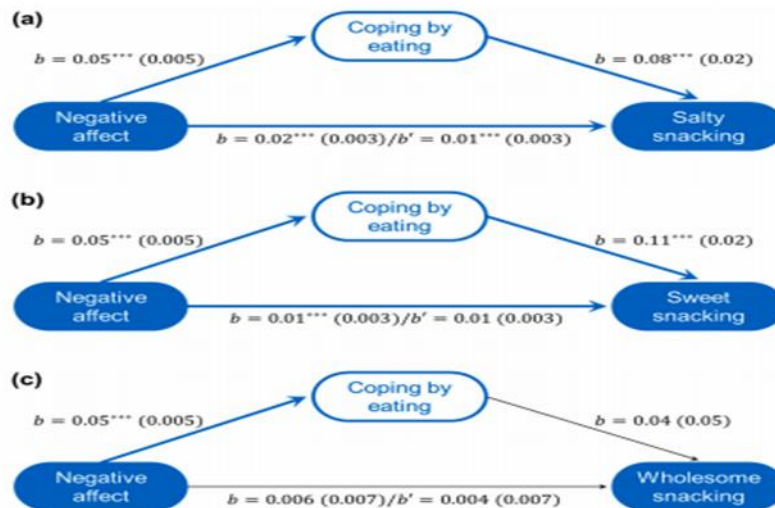 (a)
Coping by
eating
b = 0.05*** (0.005)
b = 0.08*** (0.02)
Negative
affect
Salty
snacking
b = 0.02*** (0.003)/b′ = 0.01*** (0.003)
(b)
Coping by
eating
b = 0.05*** (0.005)
b = 0.11*** (0.02)
Negative
affect
Sweet
snacking
b = 0.01*** (0.003)/b′ = 0.01 (0.003)
(c)
Coping by
eating
b = 0.05*** (0.005)
b = 0.04 (0.05)
Negative
affect
Wholesome
snacking
b = 0.006 (0.007)/b′ = 0.004 (0.007)